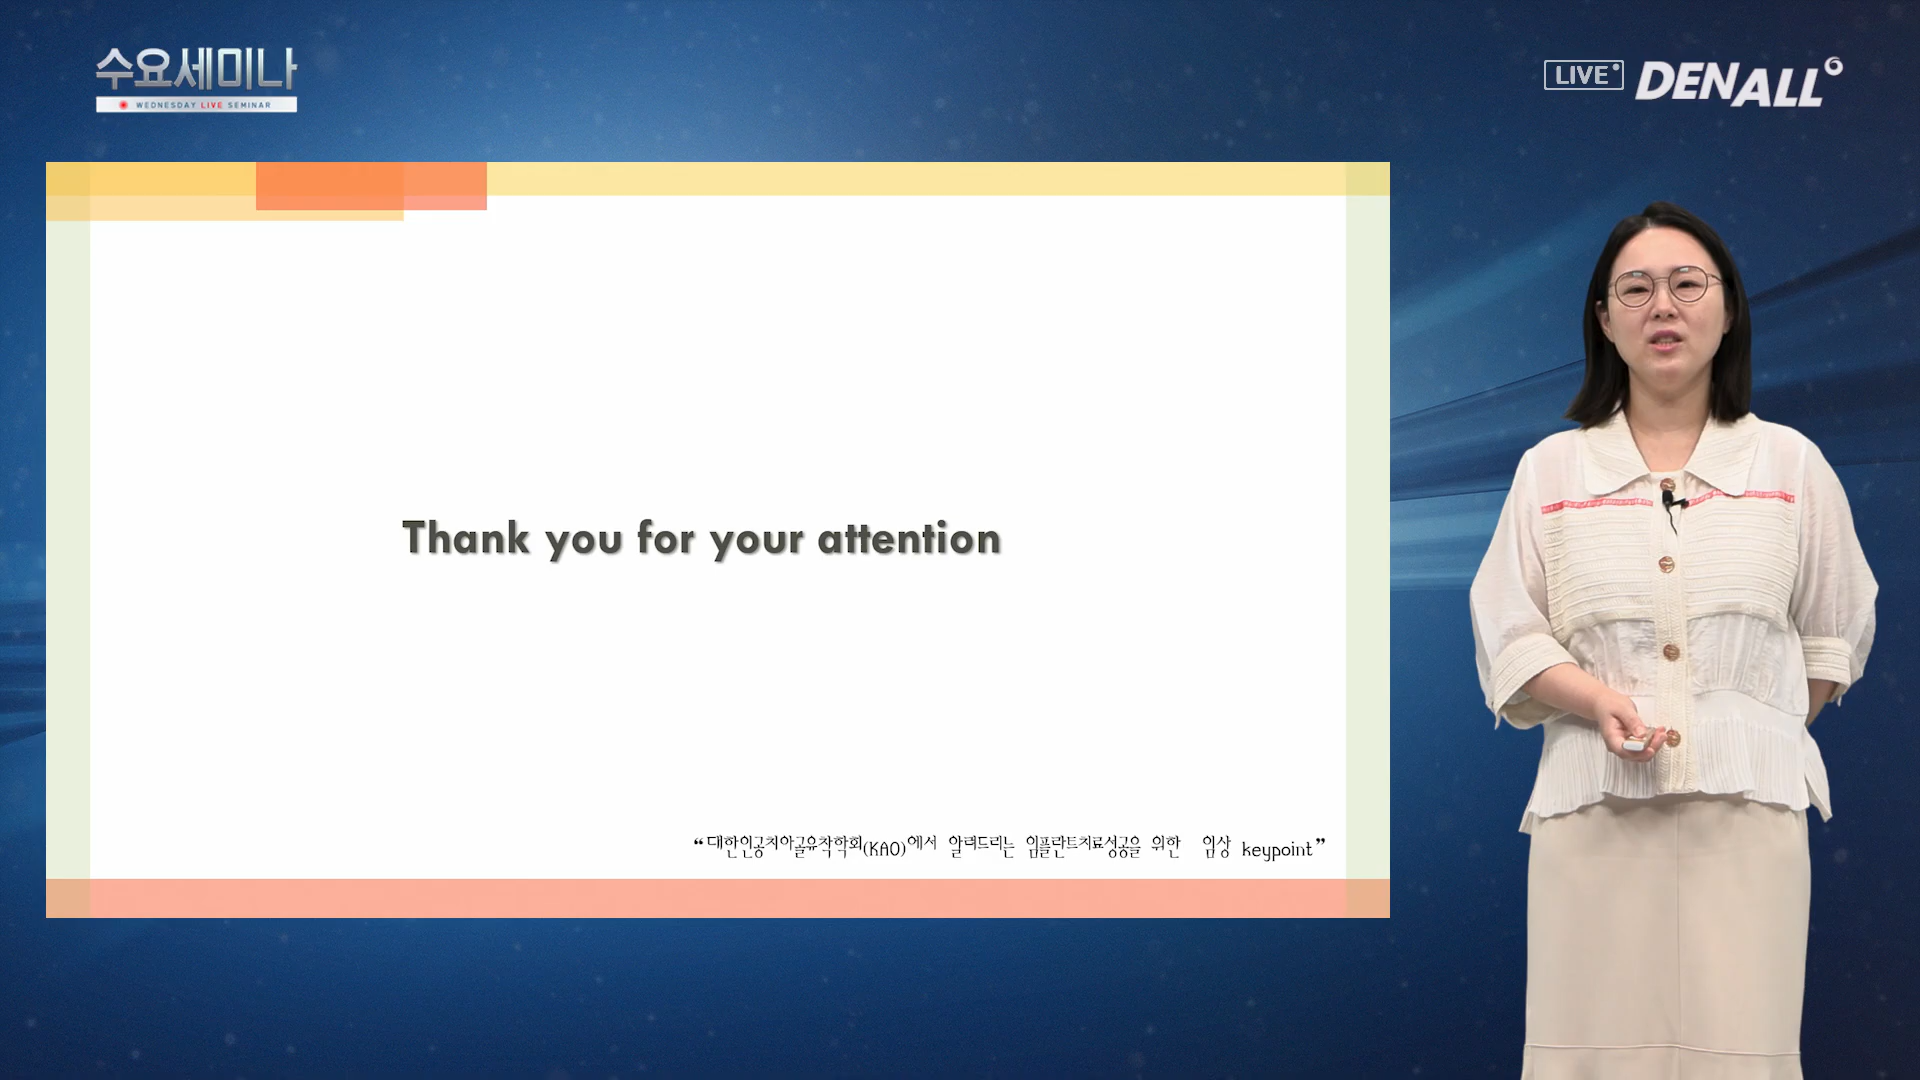 수요세미나
WEDNESDAY LIVE SEMINAR
LIVE
DENALL
Thank you for your attention
“대한인공치아골유착학회(KAO)에서 알려드리는 임플란트치료성공을 위한 임상 keypoint”